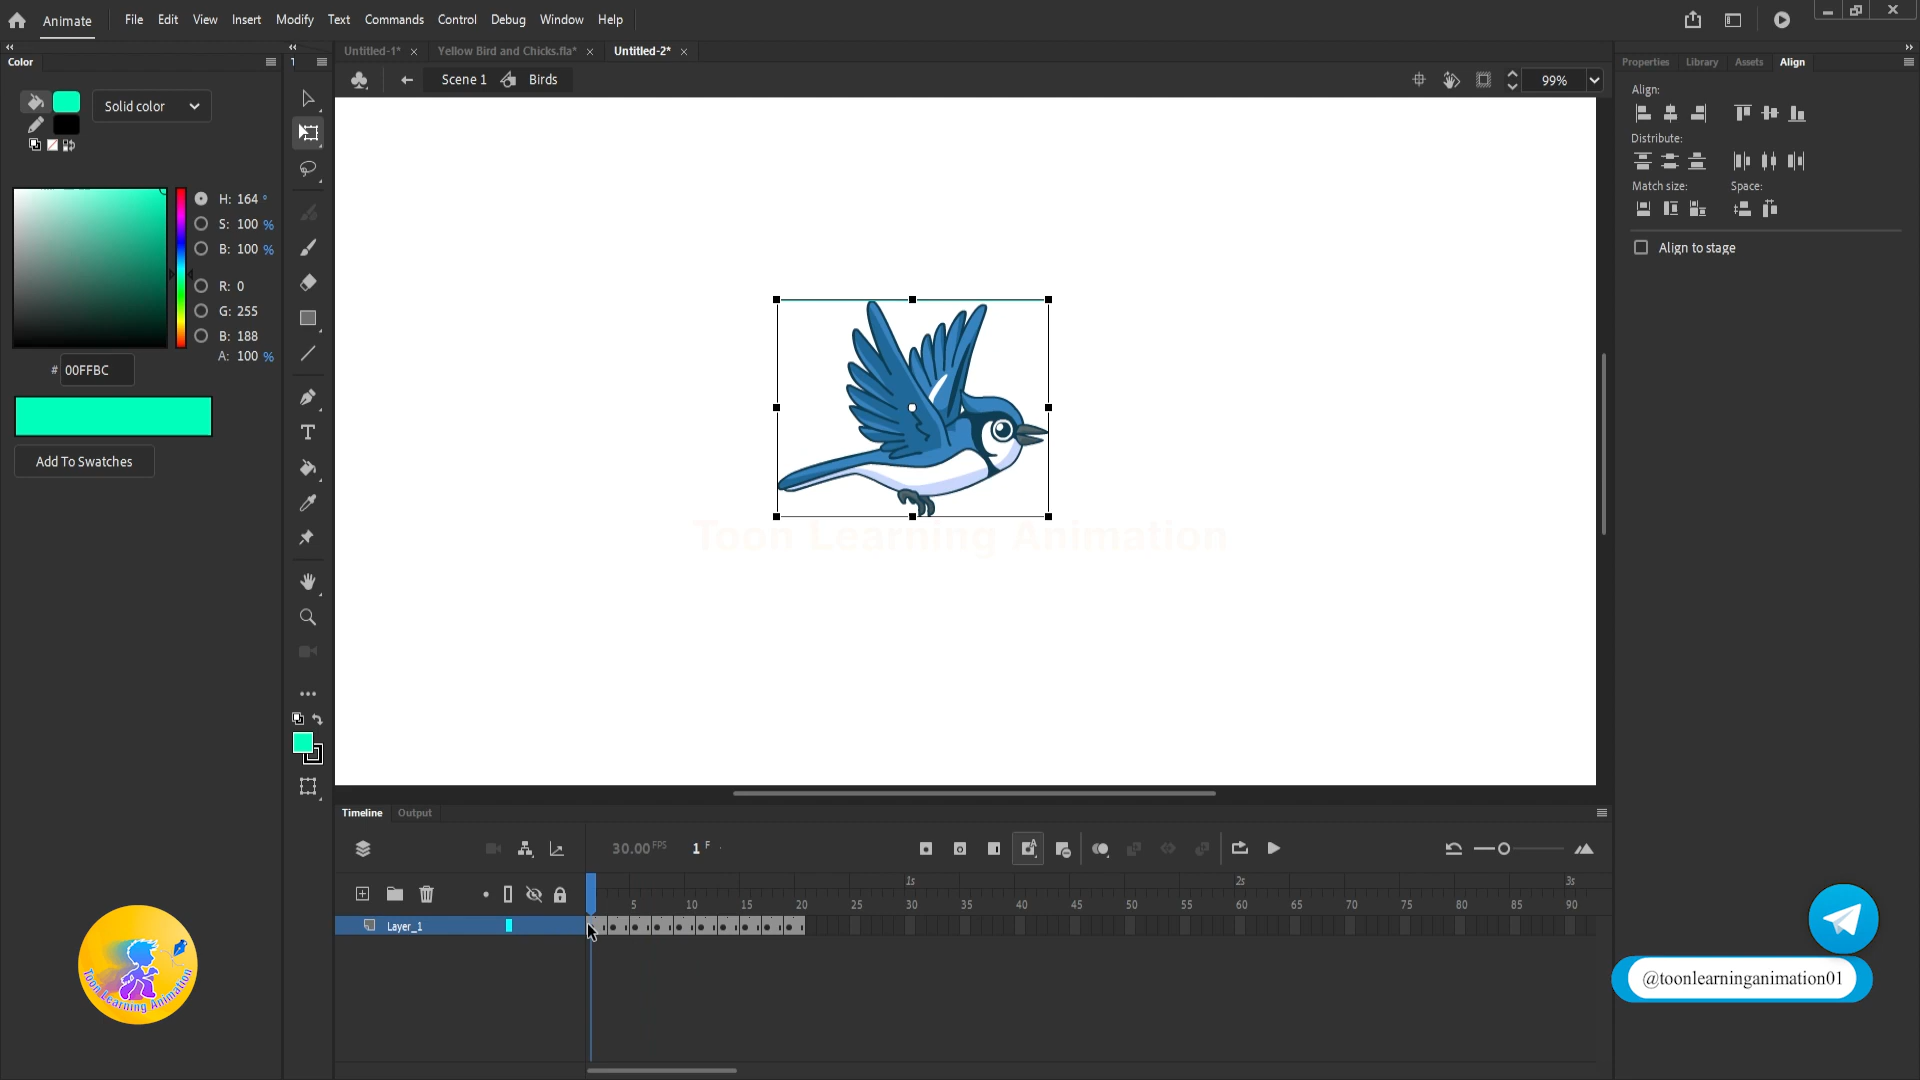 Animate
File Edit View Insert Modify Text Commands Control Debug Window Help
Color
Untitled-1* Yellow Bird and Chicks.fla* Untitled-2*
Properties Library Assets Align
Scene 1 Birds
99%
Solid color
H: 164 °
S: 100 %
B: 100 %
R: 0
G: 255
B: 188
A: 100 %
# 00FFBC
Add To Swatches
Align:
Distribute:
Match size: Space:
Align to stage
Toon Learning Animation
Timeline Output
30.00 FPS 1 F
1s 2s 3s
5 10 15 20 25 30 35 40 45 50 55 60 65 70 75 80 85 90
Layer_1
Toon Learning Animation
@toonlearninganimation01